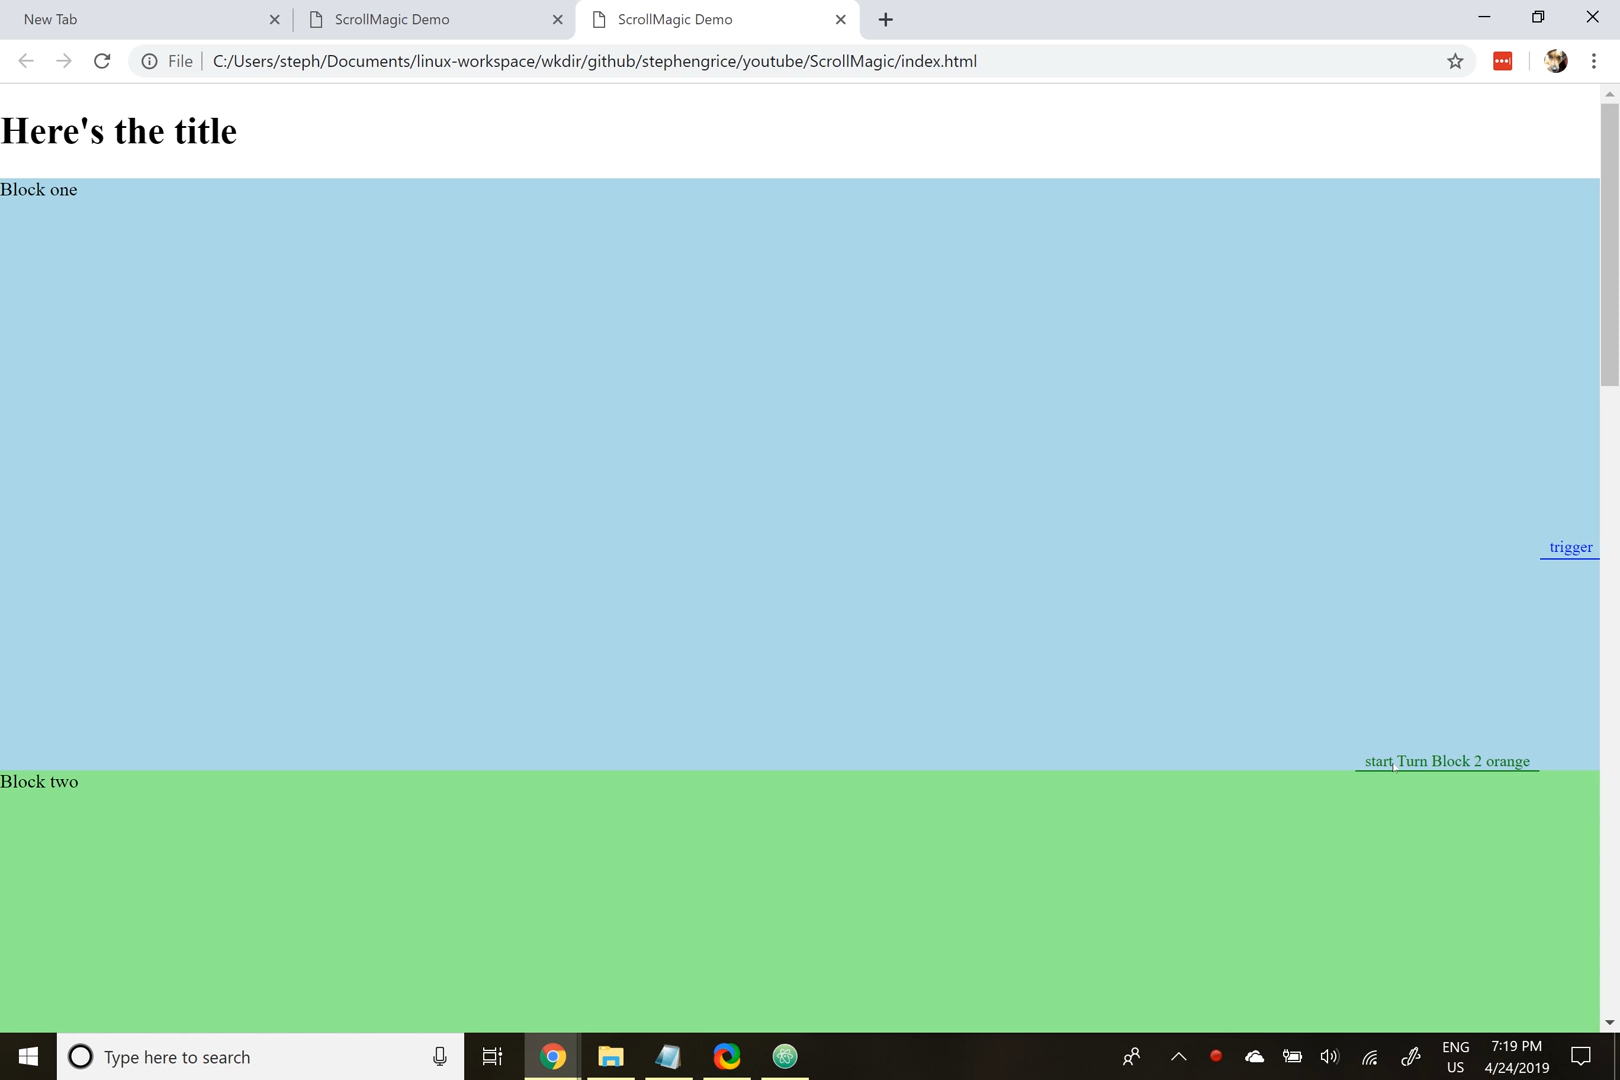 New Tab
ScrollMagic Demo
ScrollMagic Demo
File
C:/Users/steph/Documents/linux-workspace/wkdir/github/stephengrice/youtube/ScrollMagic/index.html
Here's the title
Block one
trigger
start Turn Block 2 orange
Block two
Type here to search
ENG
US
7:19 PM
4/24/2019